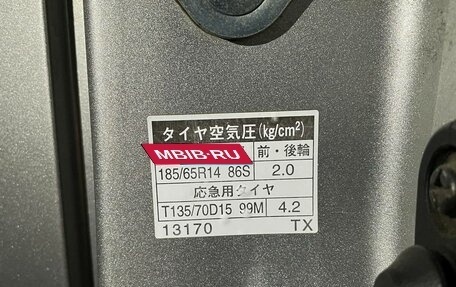 タイヤ空気圧(kg/cm²)
MBIB-RU 前・後輪
185/65R14 86S 2.0
応急用タイヤ
T135/70D15 99M 4.2
13170 TX